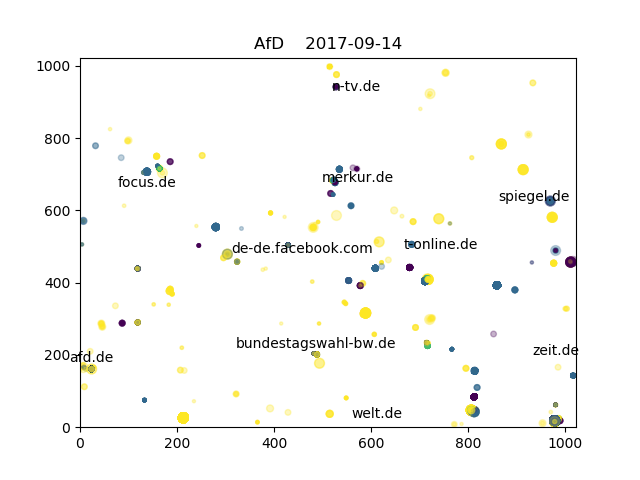 AfD    2017-09-14
1000
n-tv.de
800
merkur.de
focus.de
spiegel.de
600
t-online.de
de-de.facebook.com
400
bundestagswahl-bw.de
zeit.de
200
afd.de
welt.de
0
0 200 400 600 800 1000